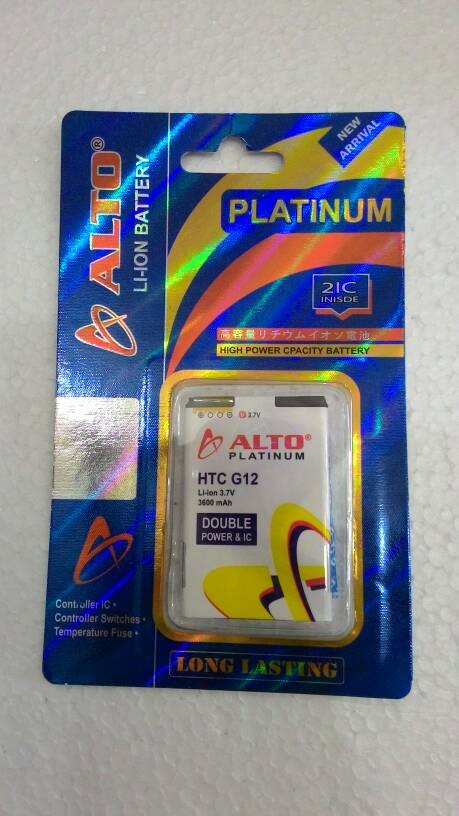 ALTO®
LI-ION BATTERY
NEW
ARRIVAL
PLATINUM
2IC
INISDE
高容量リチウムイオン電池
HIGH POWER CPACITY BATTERY
3.7V
ALTO®
PLATINUM
HTC G12
Li-ion 3.7V
3600 mAh
DOUBLE
POWER & IC
Controller IC •
Controller Switches •
Temperature Fuse •
LONG LASTING